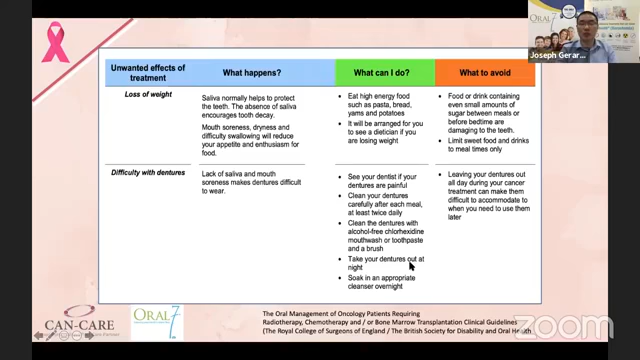 ORAL7
Joseph Gerar...
Unwanted effects of
treatment
What happens?
What can I do?
What to avoid
Loss of weight
Saliva normally helps to protect
the teeth. The absence of saliva
encourages tooth decay.
Mouth soreness, dryness and
difficulty swallowing will reduce
your appetite and enthusiasm for
food.
• Eat high energy food
such as pasta, bread,
yams and potatoes
• It will be arranged for you
to see a dietician if you
are losing weight
• Food or drink containing
even small amounts of
sugar between meals or
before bedtime are
damaging to the teeth.
• Limit sweet food and drinks
to meal times only
Difficulty with dentures
Lack of saliva and mouth
soreness makes dentures difficult
to wear.
• See your dentist if your
dentures are painful
• Clean your dentures
carefully after each meal,
at least twice daily
• Clean the dentures with
alcohol-free chlorhexidine
mouthwash or toothpaste
and a brush
• Take your dentures out at
night
• Soak in an appropriate
cleanser overnight
• Leaving your dentures out
all day during your cancer
treatment can make them
difficult to accommodate to
when you need to use them
later
CAN-CARE
ORAL7
The Oral Management of Oncology Patients Requiring
Radiotherapy, Chemotherapy and / or Bone Marrow Transplantation Clinical Guidelines
(The Royal College of Surgeons of England / The British Society for Disability and Oral Health
zoom